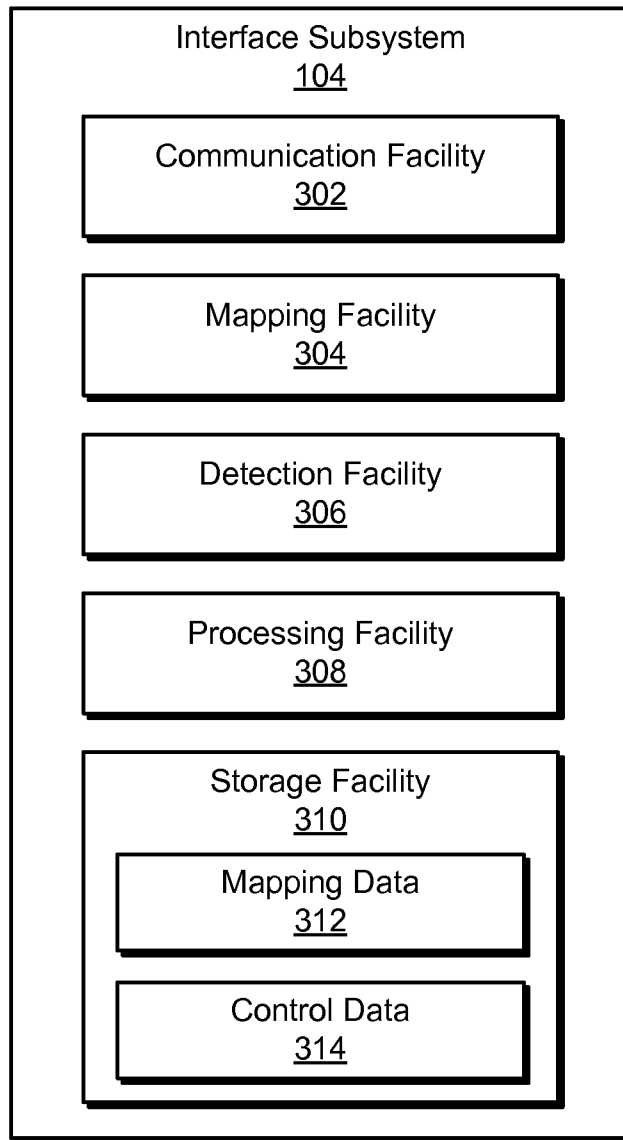 Interface Subsystem
104
Communication Facility
302
Mapping Facility
304
Detection Facility
306
Processing Facility
308
Storage Facility
310
Mapping Data
312
Control Data
314